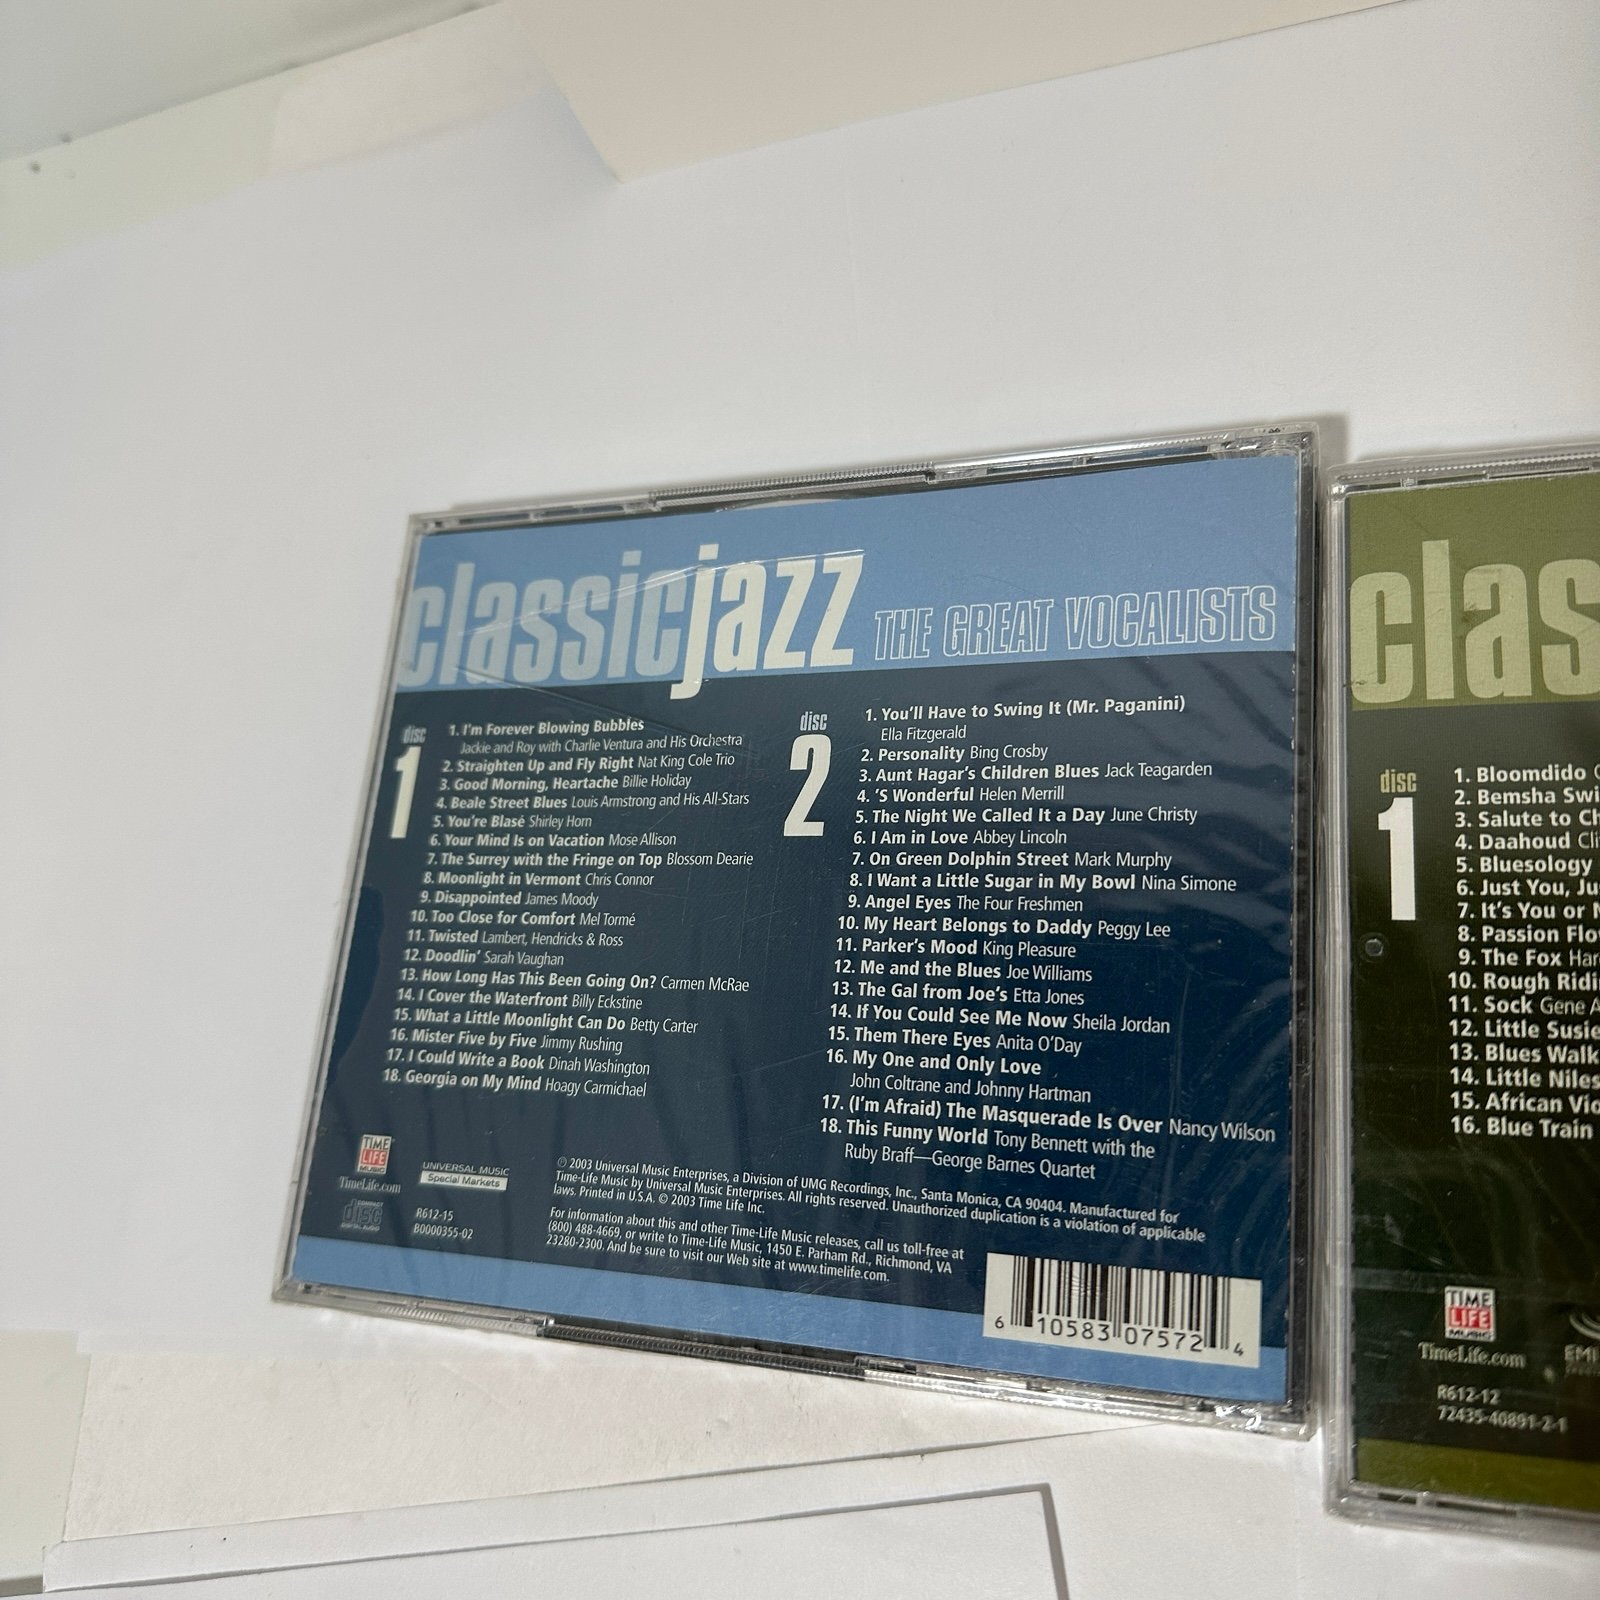 classicjazz THE GREAT VOCALISTS
disc
1
1. I'm Forever Blowing Bubbles
Jackie and Roy with Charlie Ventura and His Orchestra
2. Straighten Up and Fly Right Nat King Cole Trio
3. Good Morning, Heartache Billie Holiday
4. Beale Street Blues Louis Armstrong and His All-Stars
5. You're Blasé Shirley Horn
6. Your Mind Is on Vacation Mose Allison
7. The Surrey with the Fringe on Top Blossom Dearie
8. Moonlight in Vermont Chris Connor
9. Disappointed James Moody
10. Too Close for Comfort Mel Tormé
11. Twisted Lambert, Hendricks & Ross
12. Doodlin' Sarah Vaughan
13. How Long Has This Been Going On? Carmen McRae
14. I Cover the Waterfront Billy Eckstine
15. What a Little Moonlight Can Do Betty Carter
16. Mister Five by Five Jimmy Rushing
17. I Could Write a Book Dinah Washington
18. Georgia on My Mind Hoagy Carmichael
disc
2
1. You'll Have to Swing It (Mr. Paganini)
Ella Fitzgerald
2. Personality Bing Crosby
3. Aunt Hagar's Children Blues Jack Teagarden
4. 'S Wonderful Helen Merrill
5. The Night We Called It a Day June Christy
6. I Am in Love Abbey Lincoln
7. On Green Dolphin Street Mark Murphy
8. I Want a Little Sugar in My Bowl Nina Simone
9. Angel Eyes The Four Freshmen
10. My Heart Belongs to Daddy Peggy Lee
11. Parker's Mood King Pleasure
12. Me and the Blues Joe Williams
13. The Gal from Joe's Etta Jones
14. If You Could See Me Now Sheila Jordan
15. Them There Eyes Anita O'Day
16. My One and Only Love
John Coltrane and Johnny Hartman
17. (I'm Afraid) The Masquerade Is Over Nancy Wilson
18. This Funny World Tony Bennett with the
Ruby Braff—George Barnes Quartet
TIME
LIFE
MUSIC
TimeLife.com
UNIVERSAL MUSIC
Special Markets
COMPACT
disc
DIGITAL AUDIO
R612-15
B0000355-02
℗ 2003 Universal Music Enterprises, a Division of UMG Recordings, Inc., Santa Monica, CA 90404. Manufactured for
Time-Life Music by Universal Music Enterprises. All rights reserved. Unauthorized duplication is a violation of applicable
laws. Printed in U.S.A. © 2003 Time Life Inc.
For information about this and other Time-Life Music releases, call us toll-free at
(800) 488-4669, or write to Time-Life Music, 1450 E. Parham Rd., Richmond, VA
23280-2300. And be sure to visit our Web site at www.timelife.com.
6 10583 07572 4
clas
disc
1
1. Bloomdido
2. Bemsha Swi
3. Salute to Ch
4. Daahoud Cli
5. Bluesology
6. Just You, Ju
7. It's You or
8. Passion Flo
9. The Fox Har
10. Rough Ridi
11. Sock Gene A
12. Little Susie
13. Blues Walk
14. Little Niles
15. African Vio
16. Blue Train
TIME
LIFE
MUSIC
TimeLife.com
EMI
R612-12
72435-40891-2-1